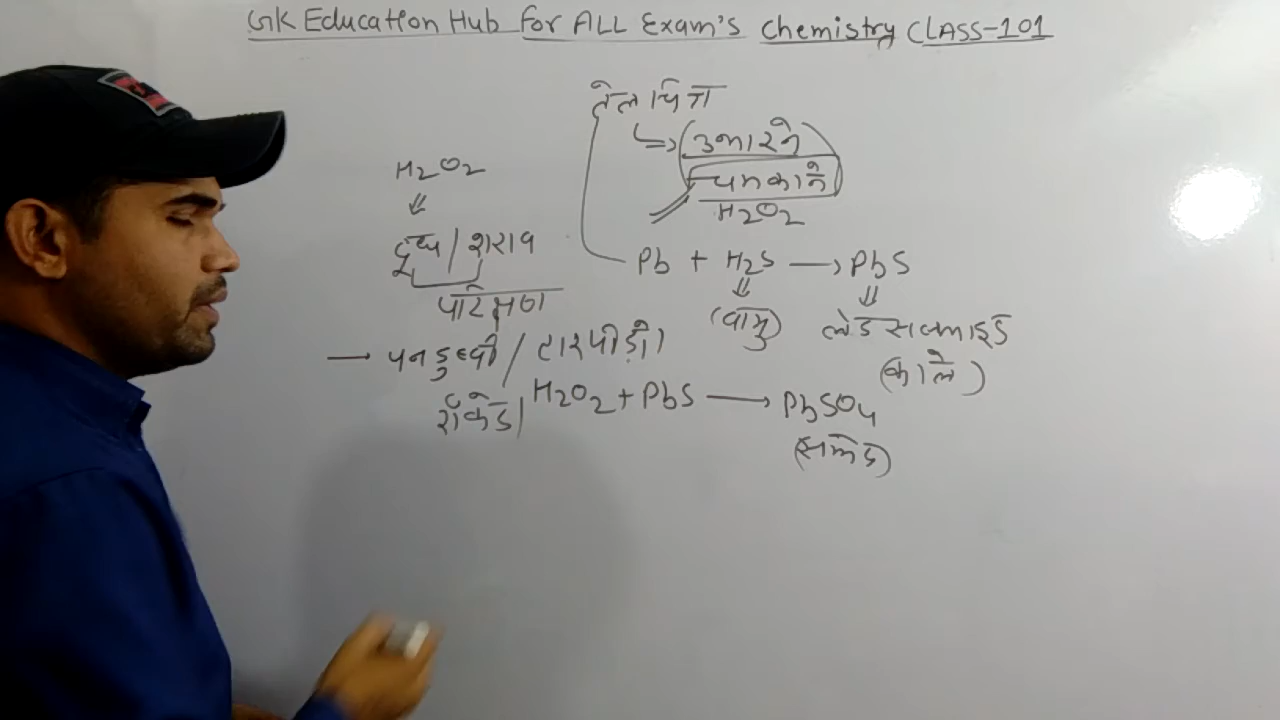 GK Education Hub for ALL Exam's Chemistry CLASS-101
तेल चित्र
↳ (उभारने
चमकाने)
H2O2
H2O2
⇓
दुग्ध / शराब
परिरक्षण
Pb + H2S ⟶ PbS
⇓ ⇓
(वायु) लेड सल्फाइड
(काले)
⟶ पनडुब्बी / टारपीडो /
राकेट /
H2O2 + PbS ⟶ PbSO4
(सफेद)